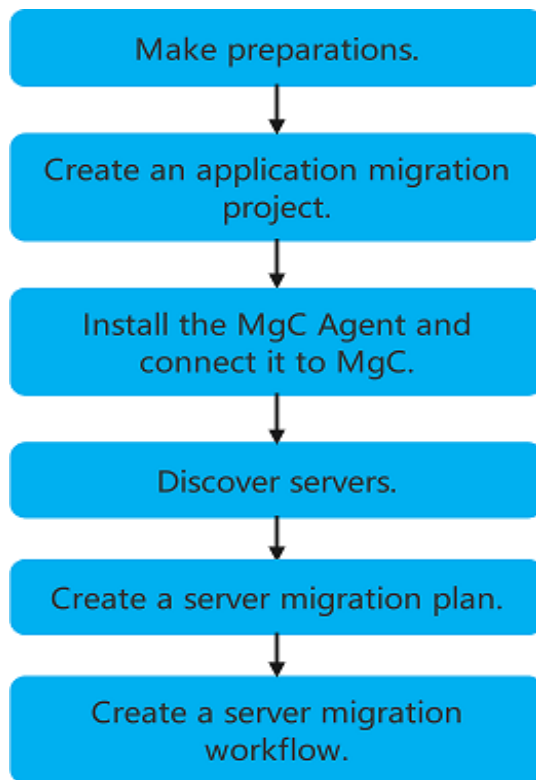 Make preparations.
Create an application migration
project.
Install the MgC Agent and
connect it to MgC.
Discover servers.
Create a server migration plan.
Create a server migration
workflow.